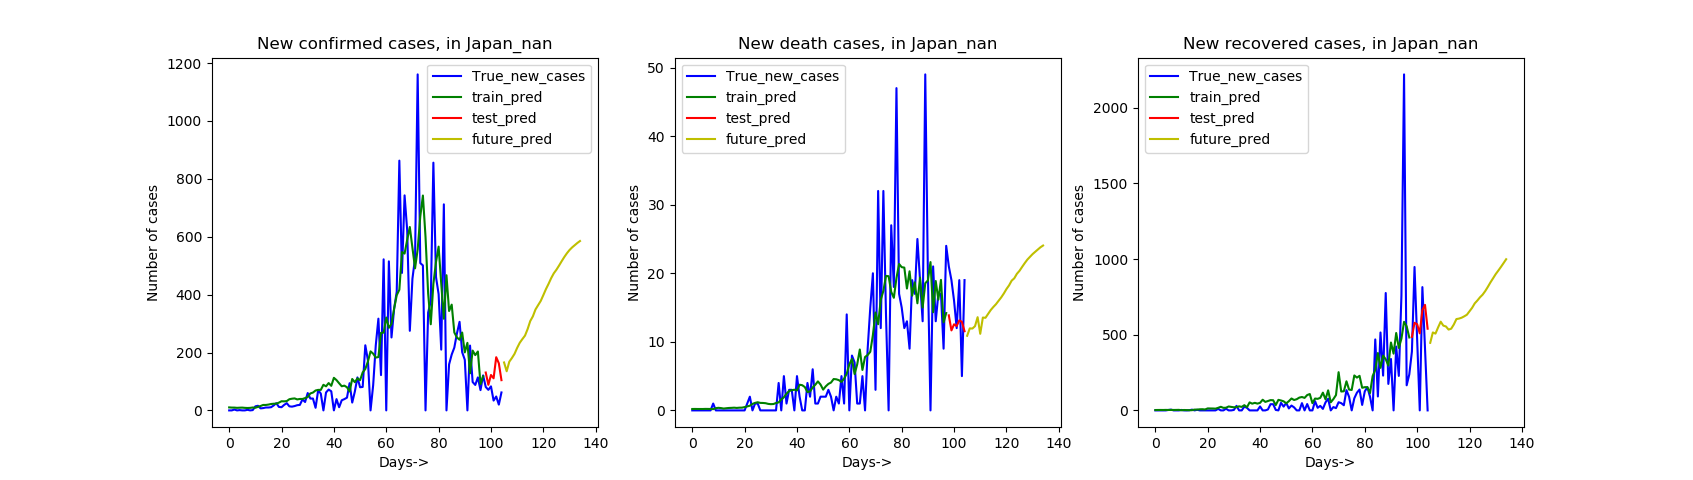 New confirmed cases, in Japan_nan
1200
1000
800
600
400
200
0
Number of cases
True_new_cases
train_pred
test_pred
future_pred
0 20 40 60 80 100 120 140
Days->
New death cases, in Japan_nan
50
40
30
20
10
0
Number of cases
True_new_cases
train_pred
test_pred
future_pred
0 20 40 60 80 100 120 140
Days->
New recovered cases, in Japan_nan
2000
1500
1000
500
0
Number of cases
True_new_cases
train_pred
test_pred
future_pred
0 20 40 60 80 100 120 140
Days->